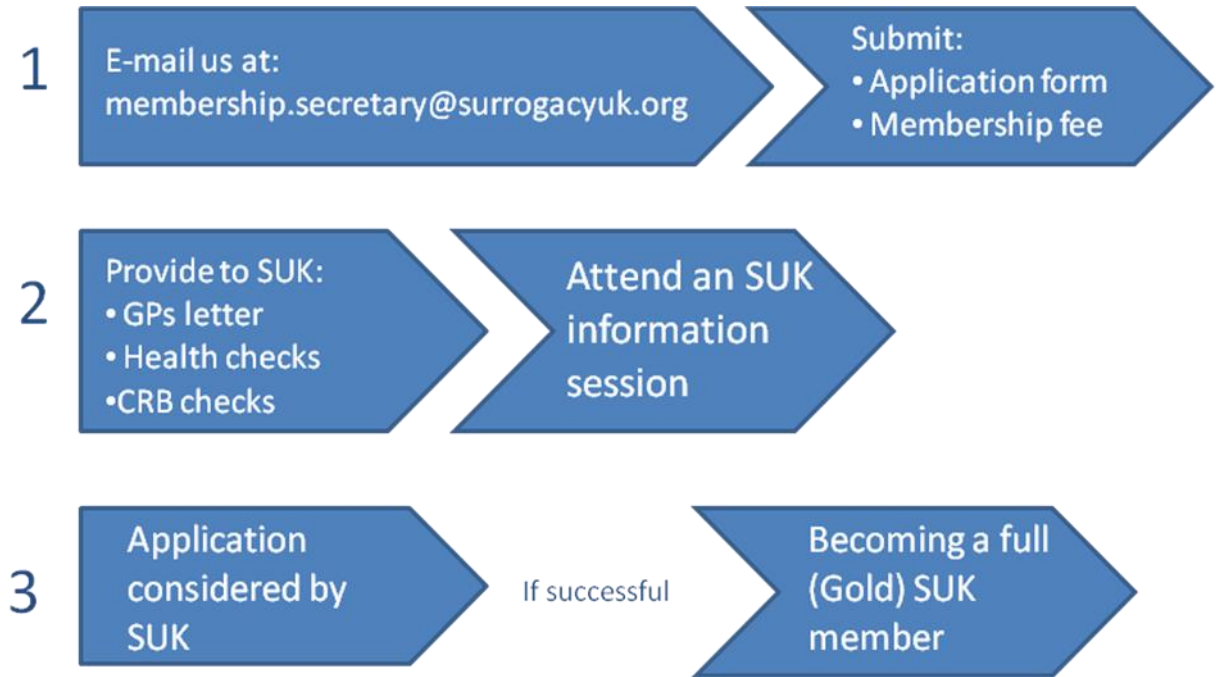 1
E-mail us at:
membership.secretary@surrogacyuk.org
Submit:
• Application form
• Membership fee
2
Provide to SUK:
• GPs letter
• Health checks
•CRB checks
Attend an SUK
information
session
3
Application
considered by
SUK
If successful
Becoming a full
(Gold) SUK
member